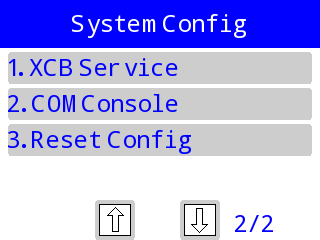 System Config
1.XCB Service
2.COM Console
3.Reset Config
2/2